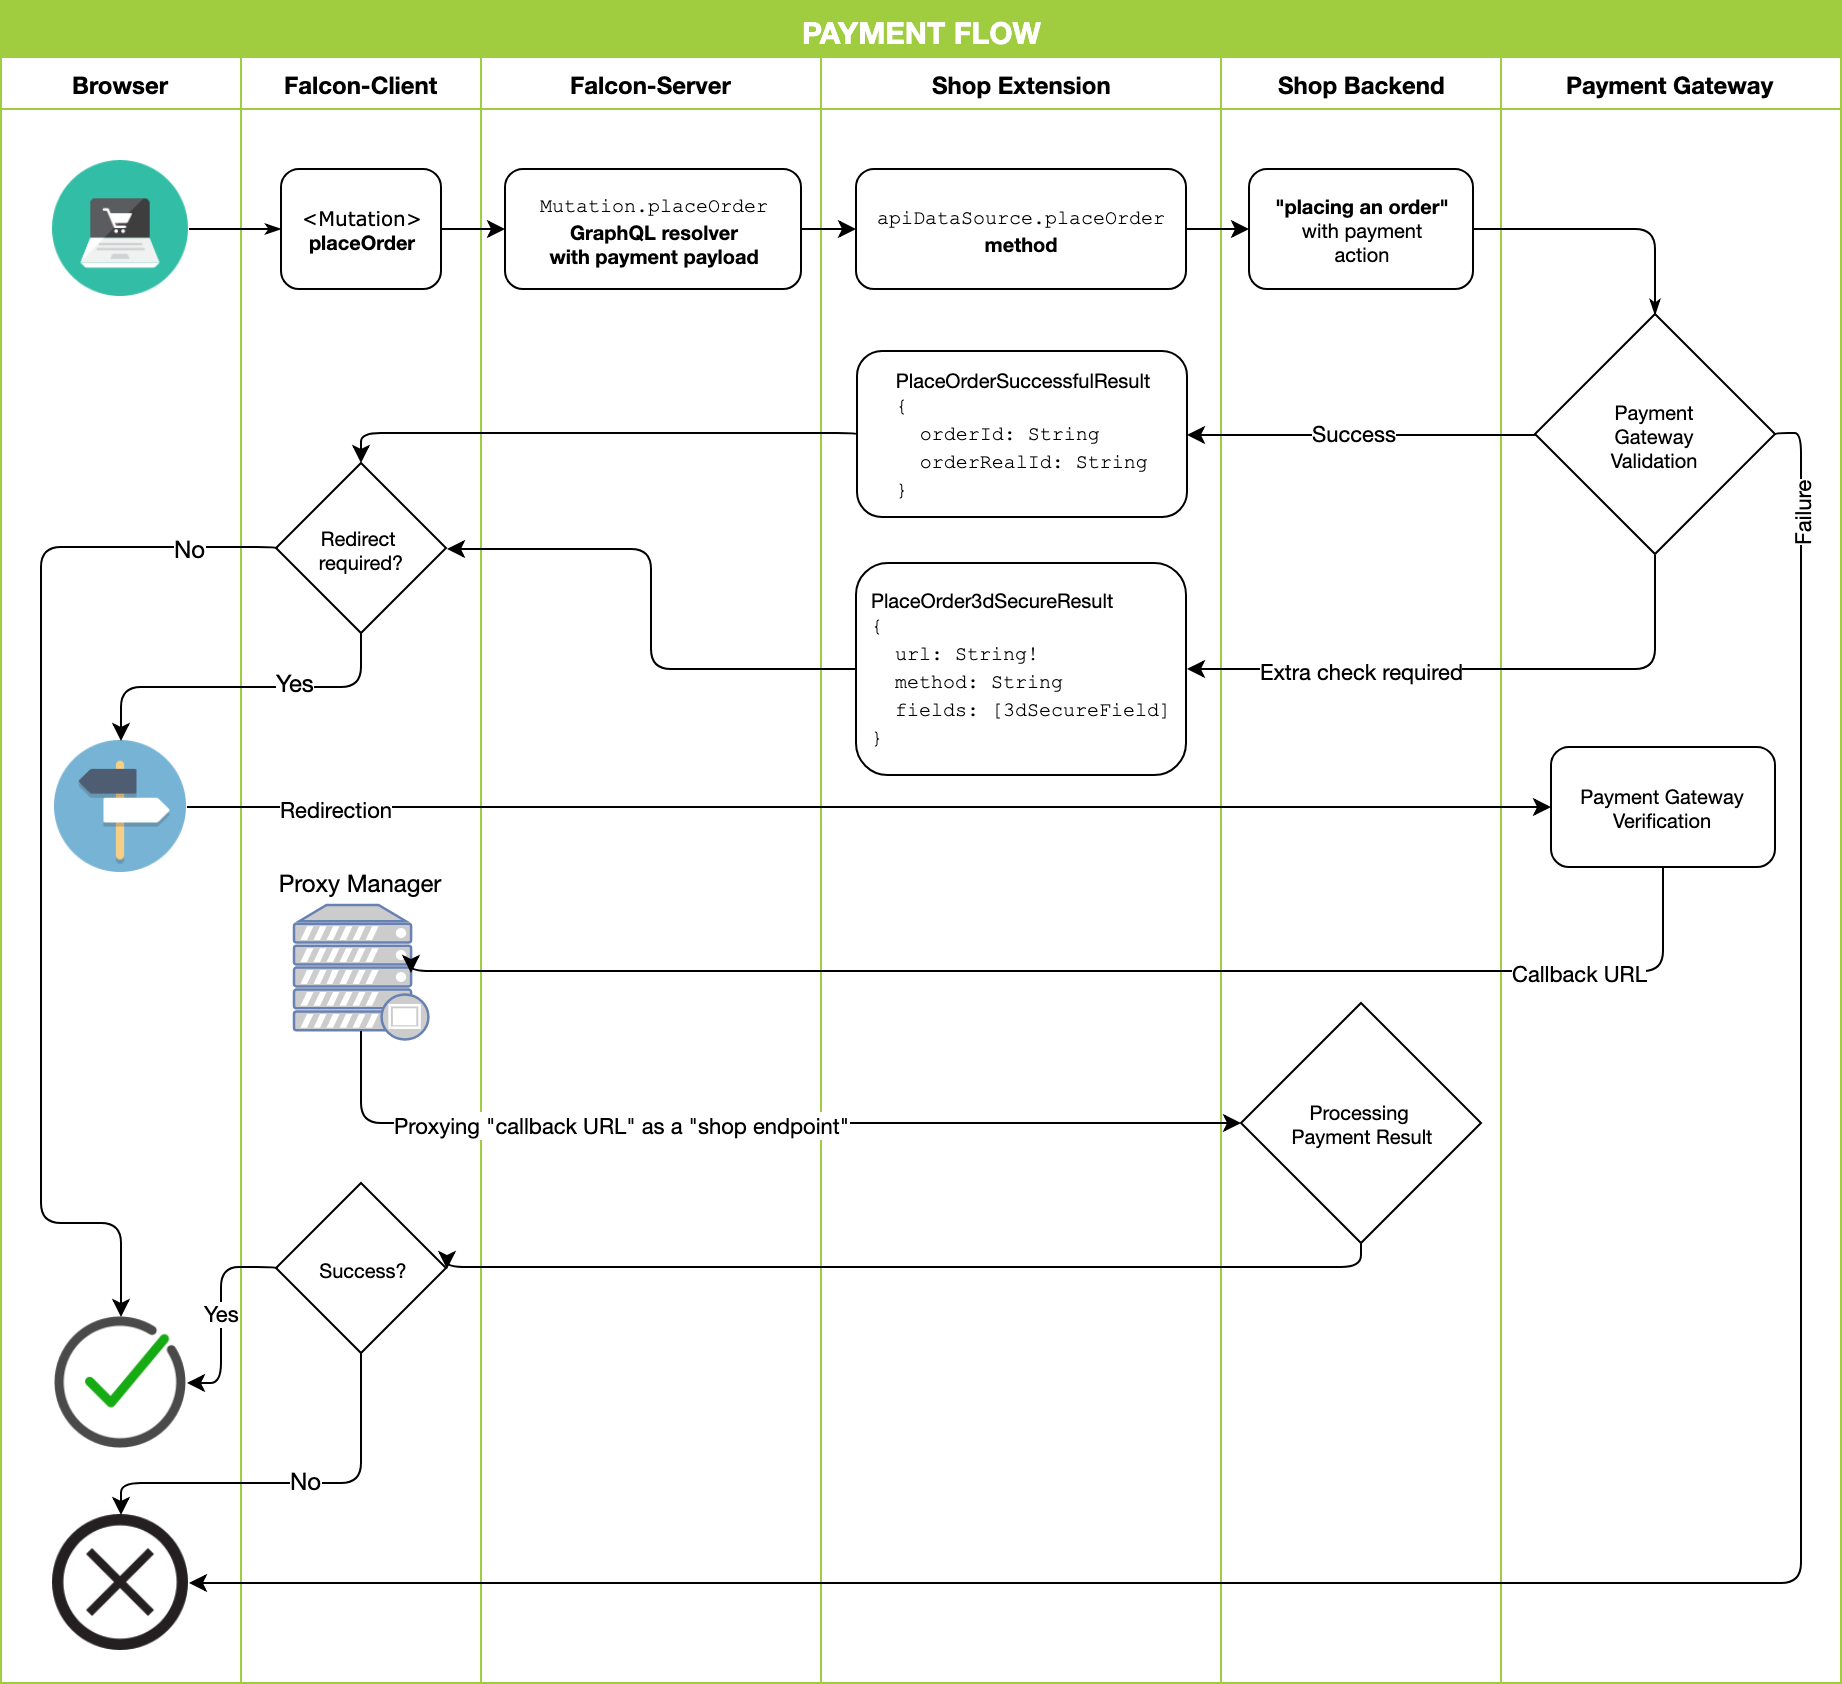 PAYMENT FLOW
Browser
Falcon-Client
Falcon-Server
Shop Extension
Shop Backend
Payment Gateway
<Mutation>
placeOrder
Mutation.placeOrder
GraphQL resolver
with payment payload
apiDataSource.placeOrder
method
"placing an order"
with payment
action
PlaceOrderSuccessfulResult
{
orderId: String
orderRealId: String
}
Success
Payment
Gateway
Validation
Failure
Redirect
required?
No
Yes
PlaceOrder3dSecureResult
{
url: String!
method: String
fields: [3dSecureField]
}
Extra check required
Redirection
Payment Gateway
Verification
Proxy Manager
Callback URL
Proxying "callback URL" as a "shop endpoint"
Processing
Payment Result
Success?
Yes
No